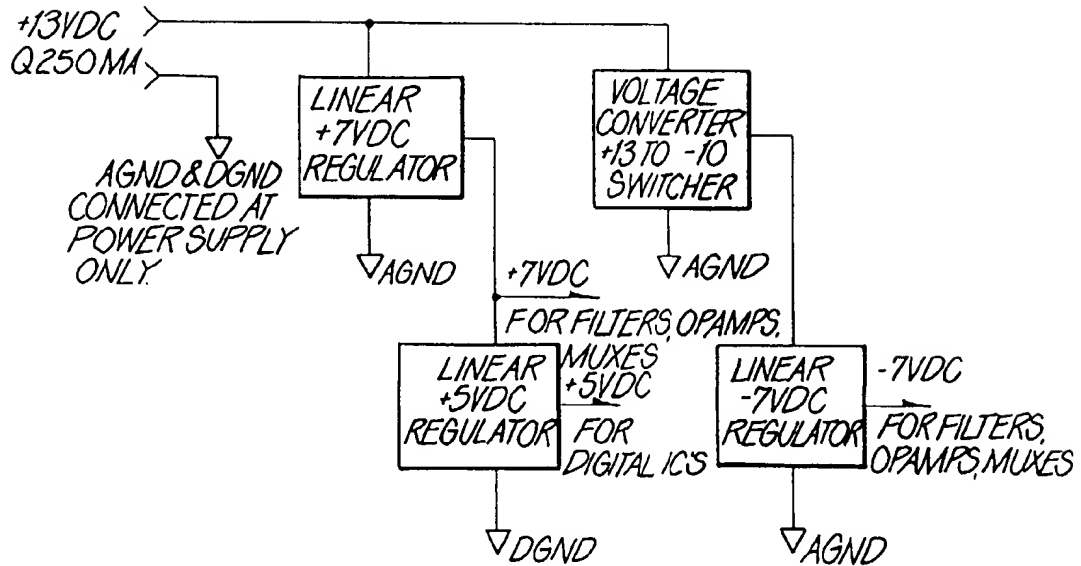 +13VDC
Q250MA
AGND & DGND
CONNECTED AT
POWER SUPPLY
ONLY.
LINEAR
+7VDC
REGULATOR
AGND
VOLTAGE
CONVERTER
+13 TO -10
SWITCHER
AGND
+7VDC
FOR FILTERS, OPAMPS,
MUXES
LINEAR
+5VDC
REGULATOR
+5VDC
FOR
DIGITAL IC'S
DGND
LINEAR
-7VDC
REGULATOR
-7VDC
FOR FILTERS,
OPAMPS, MUXES
AGND